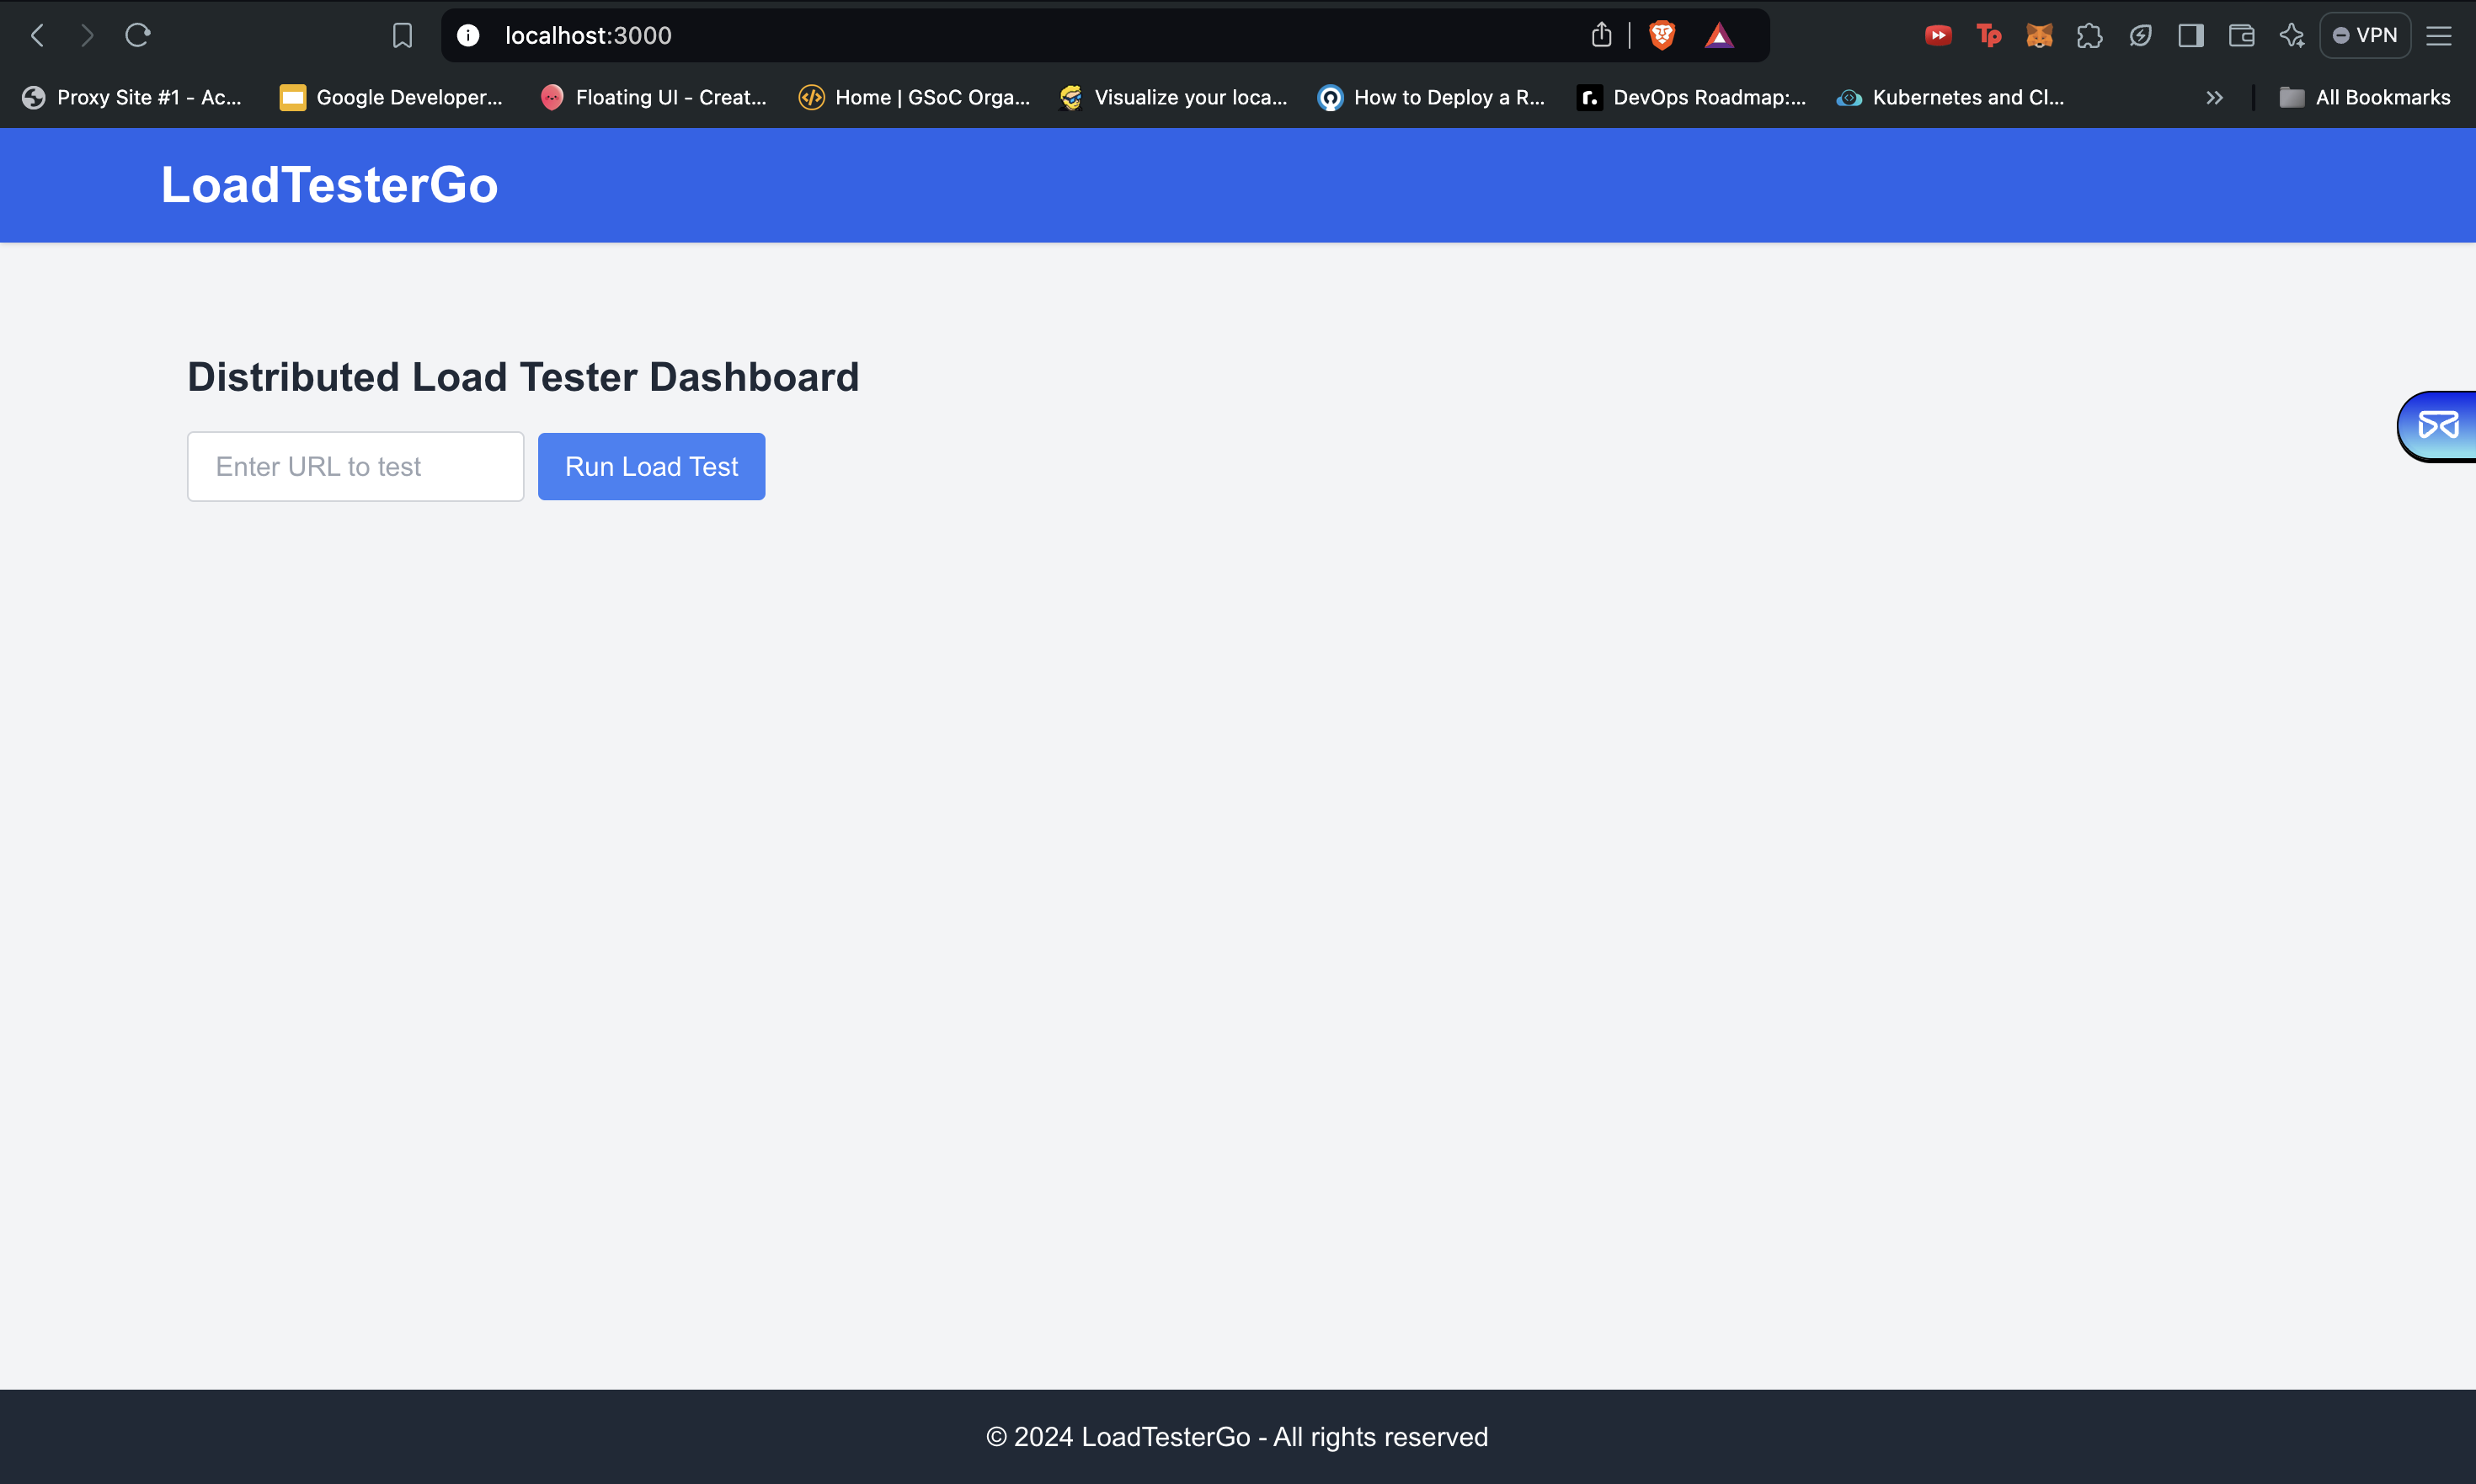 localhost:3000
Tp
VPN
Proxy Site #1 - Ac...
Google Developer...
Floating UI - Creat...
Home | GSoC Orga...
Visualize your loca...
How to Deploy a R...
r.
DevOps Roadmap:...
Kubernetes and Cl...
All Bookmarks
LoadTesterGo
Distributed Load Tester Dashboard
Enter URL to test
Run Load Test
© 2024 LoadTesterGo - All rights reserved